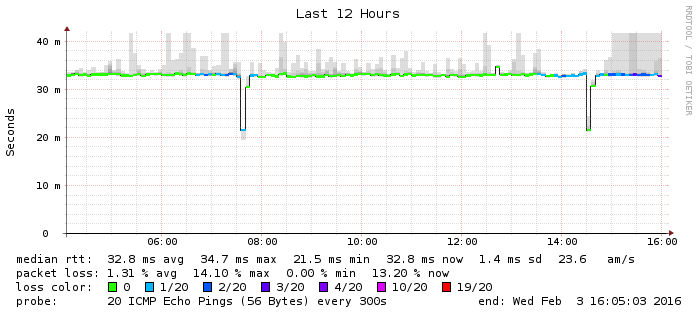 Last 12 Hours
RRDTOOL / TOBI OETIKER
Seconds
40 m
30 m
20 m
10 m
0
06:00 08:00 10:00 12:00 14:00 16:00
median rtt: 32.8 ms avg 34.7 ms max 21.5 ms min 32.8 ms now 1.4 ms sd 23.6 am/s
packet loss: 1.31 % avg 14.10 % max 0.00 % min 13.20 % now
loss color: 0 1/20 2/20 3/20 4/20 10/20 19/20
probe: 20 ICMP Echo Pings (56 Bytes) every 300s end: Wed Feb 3 16:05:03 2016